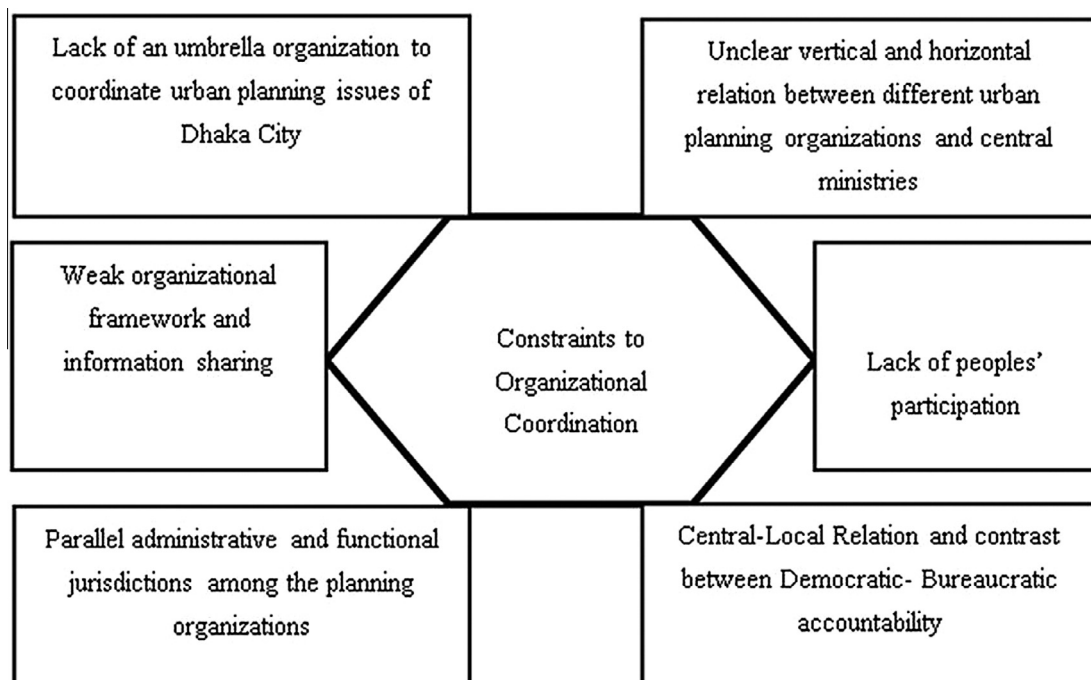 Lack of an umbrella organization to
coordinate urban planning issues of
Dhaka City
Unclear vertical and horizontal
relation between different urban
planning organizations and central
ministries
Weak organizational
framework and
information sharing
Constraints to
Organizational
Coordination
Lack of peoples’
participation
Parallel administrative and functional
jurisdictions among the planning
organizations
Central-Local Relation and contrast
between Democratic- Bureaucratic
accountability